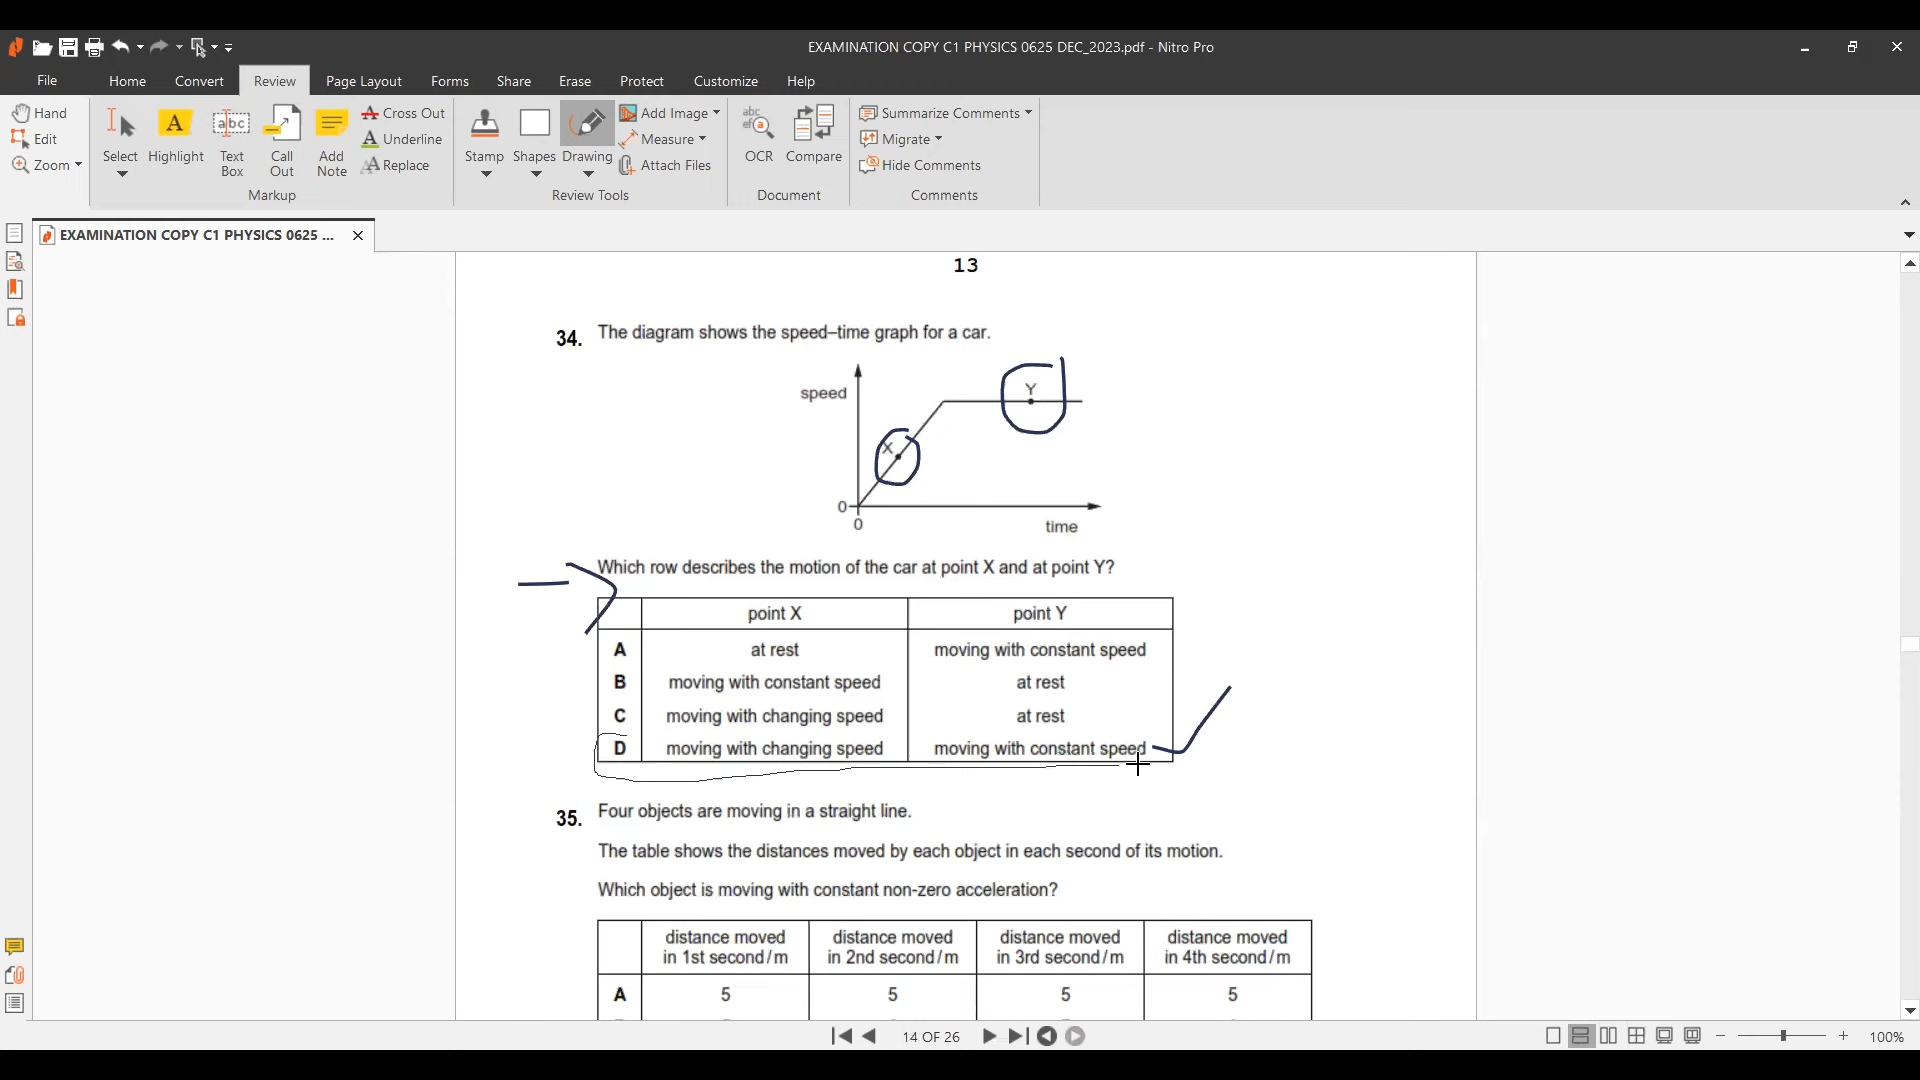 EXAMINATION COPY C1 PHYSICS 0625 DEC_2023.pdf - Nitro Pro
File Home Convert Review Page Layout Forms Share Erase Protect Customize Help
Hand
Edit
Zoom
Select
Highlight
Text Box
Call Out
Add Note
Cross Out
Underline
Replace
Markup
Stamp
Shapes
Drawing
Add Image
Measure
Attach Files
Review Tools
OCR
Compare
Document
Summarize Comments
Migrate
Hide Comments
Comments
EXAMINATION COPY C1 PHYSICS 0625 ...
13
34. The diagram shows the speed–time graph for a car.
speed
Y
X
0
0
time
Which row describes the motion of the car at point X and at point Y?
point X point Y
A at rest moving with constant speed
B moving with constant speed at rest
C moving with changing speed at rest
D moving with changing speed moving with constant speed
35. Four objects are moving in a straight line.
The table shows the distances moved by each object in each second of its motion.
Which object is moving with constant non-zero acceleration?
distance moved in 1st second/m
distance moved in 2nd second/m
distance moved in 3rd second/m
distance moved in 4th second/m
A 5 5 5 5
14 OF 26
100%